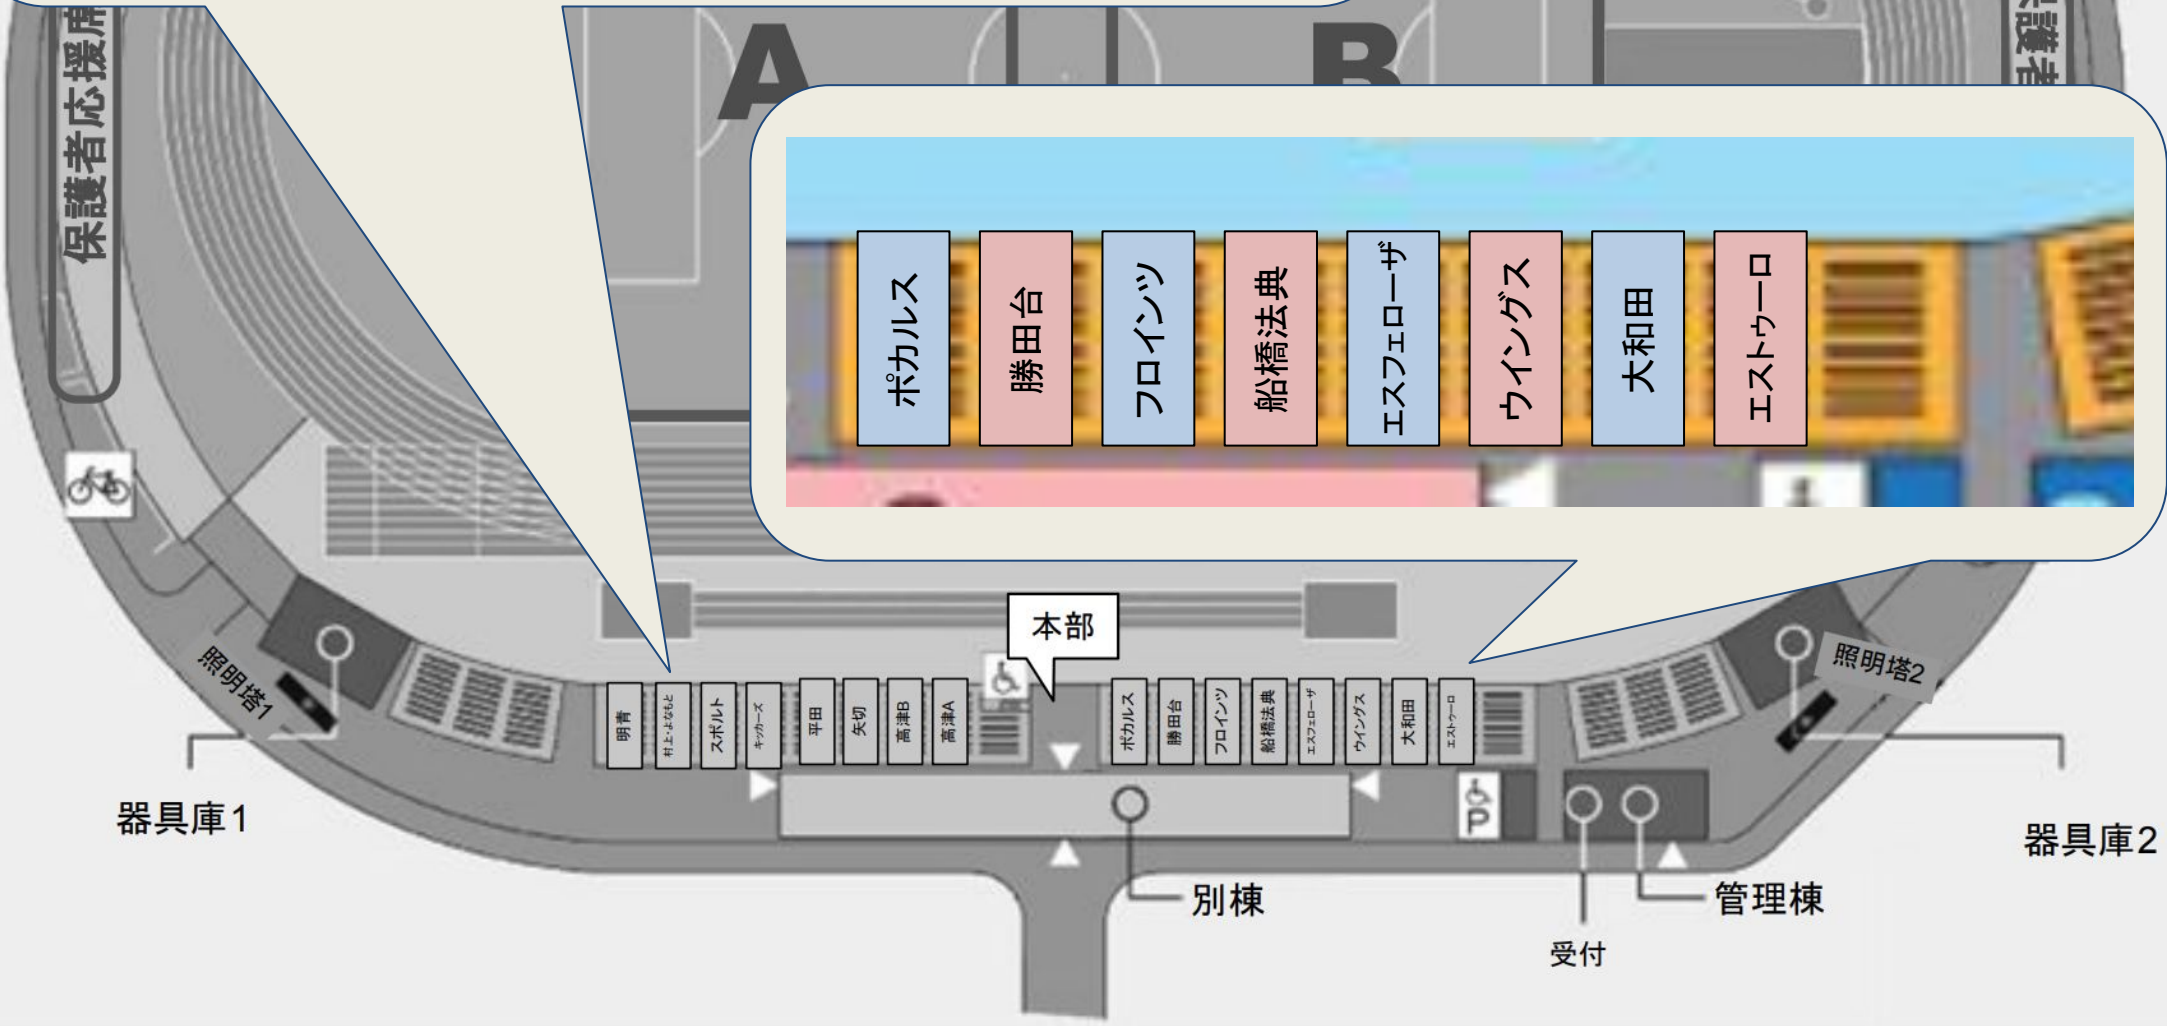 保護者応援席
A
B
保護者
ポカルス
勝田台
フロインツ
船橋法典
エスフェローザ
ウイングス
大和田
エストゥーロ
本部
照明塔1
照明塔2
明青
村上・よなもと
スポルト
キッカーズ
平田
矢切
高津B
高津A
ポカルス
勝田台
フロインツ
船橋法典
エスフェローザ
ウイングス
大和田
エストゥーロ
P
器具庫1
器具庫2
別棟
管理棟
受付